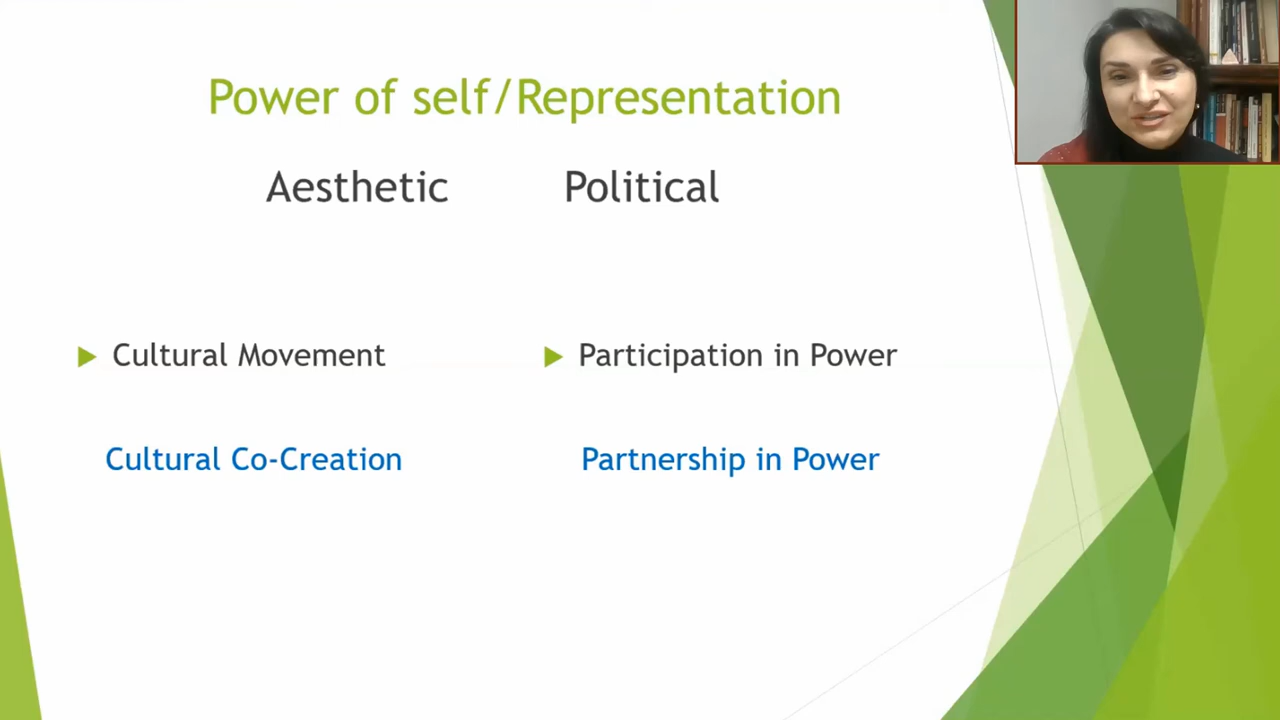 Power of self/Representation
Aesthetic Political
Cultural Movement
Participation in Power
Cultural Co-Creation
Partnership in Power